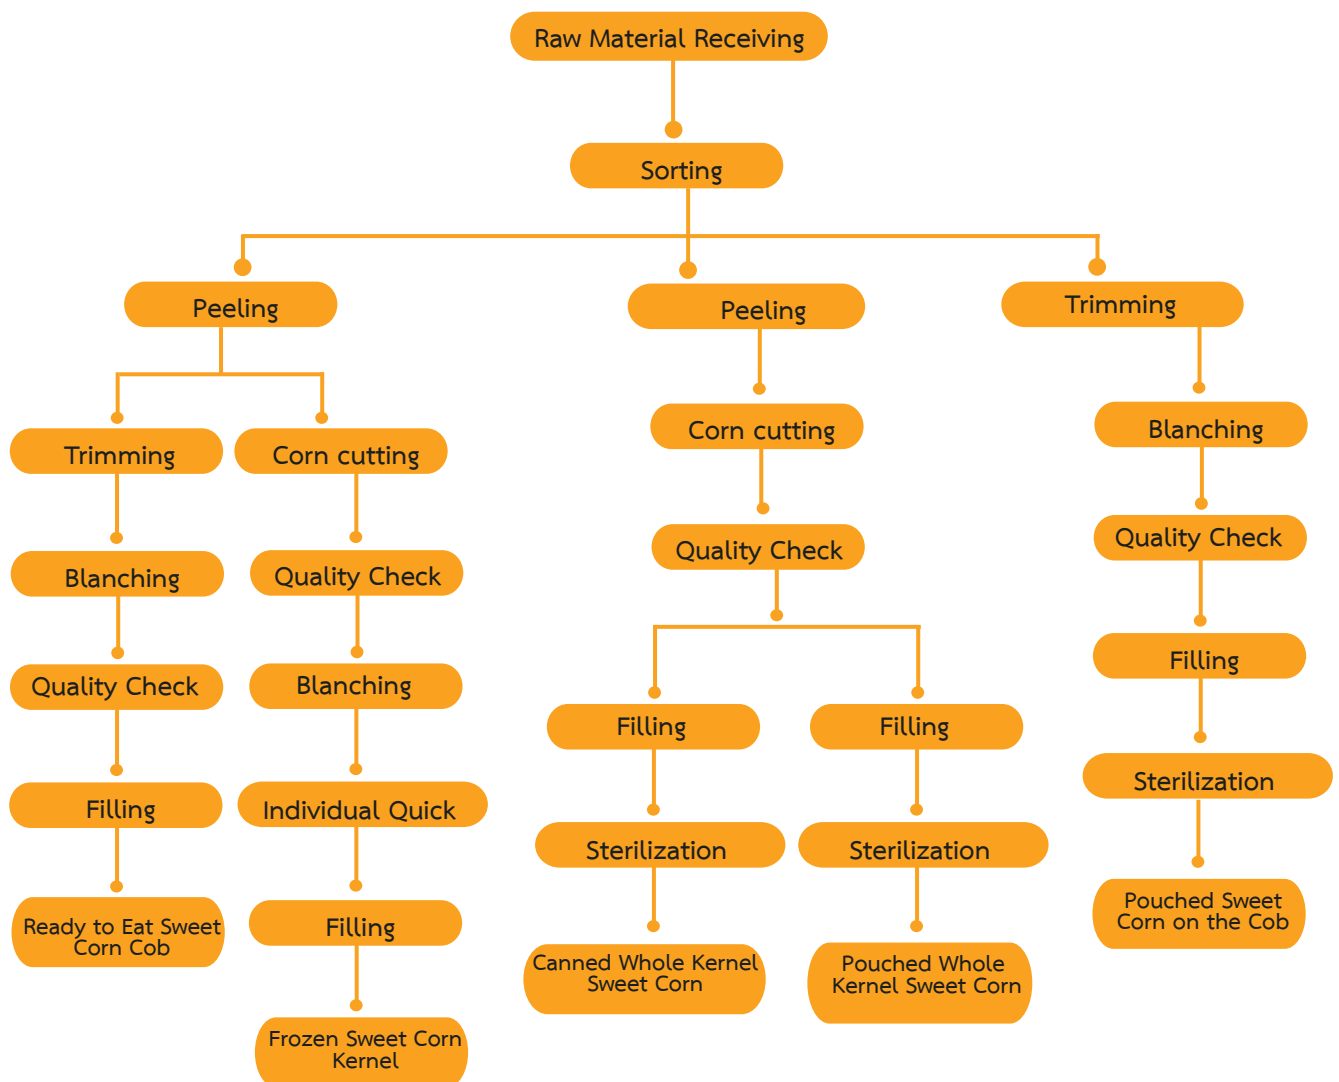 Raw Material Receiving
Sorting
Peeling
Peeling
Trimming
Trimming
Corn cutting
Corn cutting
Blanching
Blanching
Quality Check
Quality Check
Quality Check
Quality Check
Blanching
Filling
Filling
Filling
Filling
Individual Quick
Sterilization
Sterilization
Sterilization
Ready to Eat Sweet
Corn Cob
Filling
Canned Whole Kernel
Sweet Corn
Pouched Whole
Kernel Sweet Corn
Pouched Sweet
Corn on the Cob
Frozen Sweet Corn
Kernel